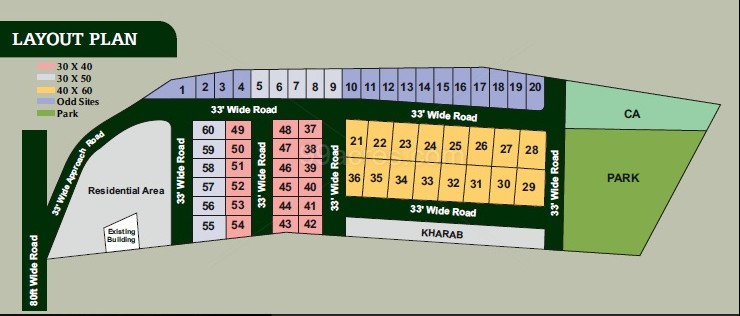 LAYOUT PLAN
30 X 40
30 X 50
40 X 60
Odd Sites
Park
1 2 3 4 5 6 7 8 9 10 11 12 13 14 15 16 17 18 19 20
33' Wide Road
33' Wide Road
CA
33' Wide Approach Road
33' Wide Road
60 49
59 50
58 51
57 52
56 53
55 54
33' Wide Road
48 37
47 38
46 39
45 40
44 41
43 42
33' Wide Road
21 22 23 24 25 26 27 28
36 35 34 33 32 31 30 29
33' Wide Road
PARK
Residential Area
Existing
Building
33' Wide Road
KHARAB
80ft Wide Road